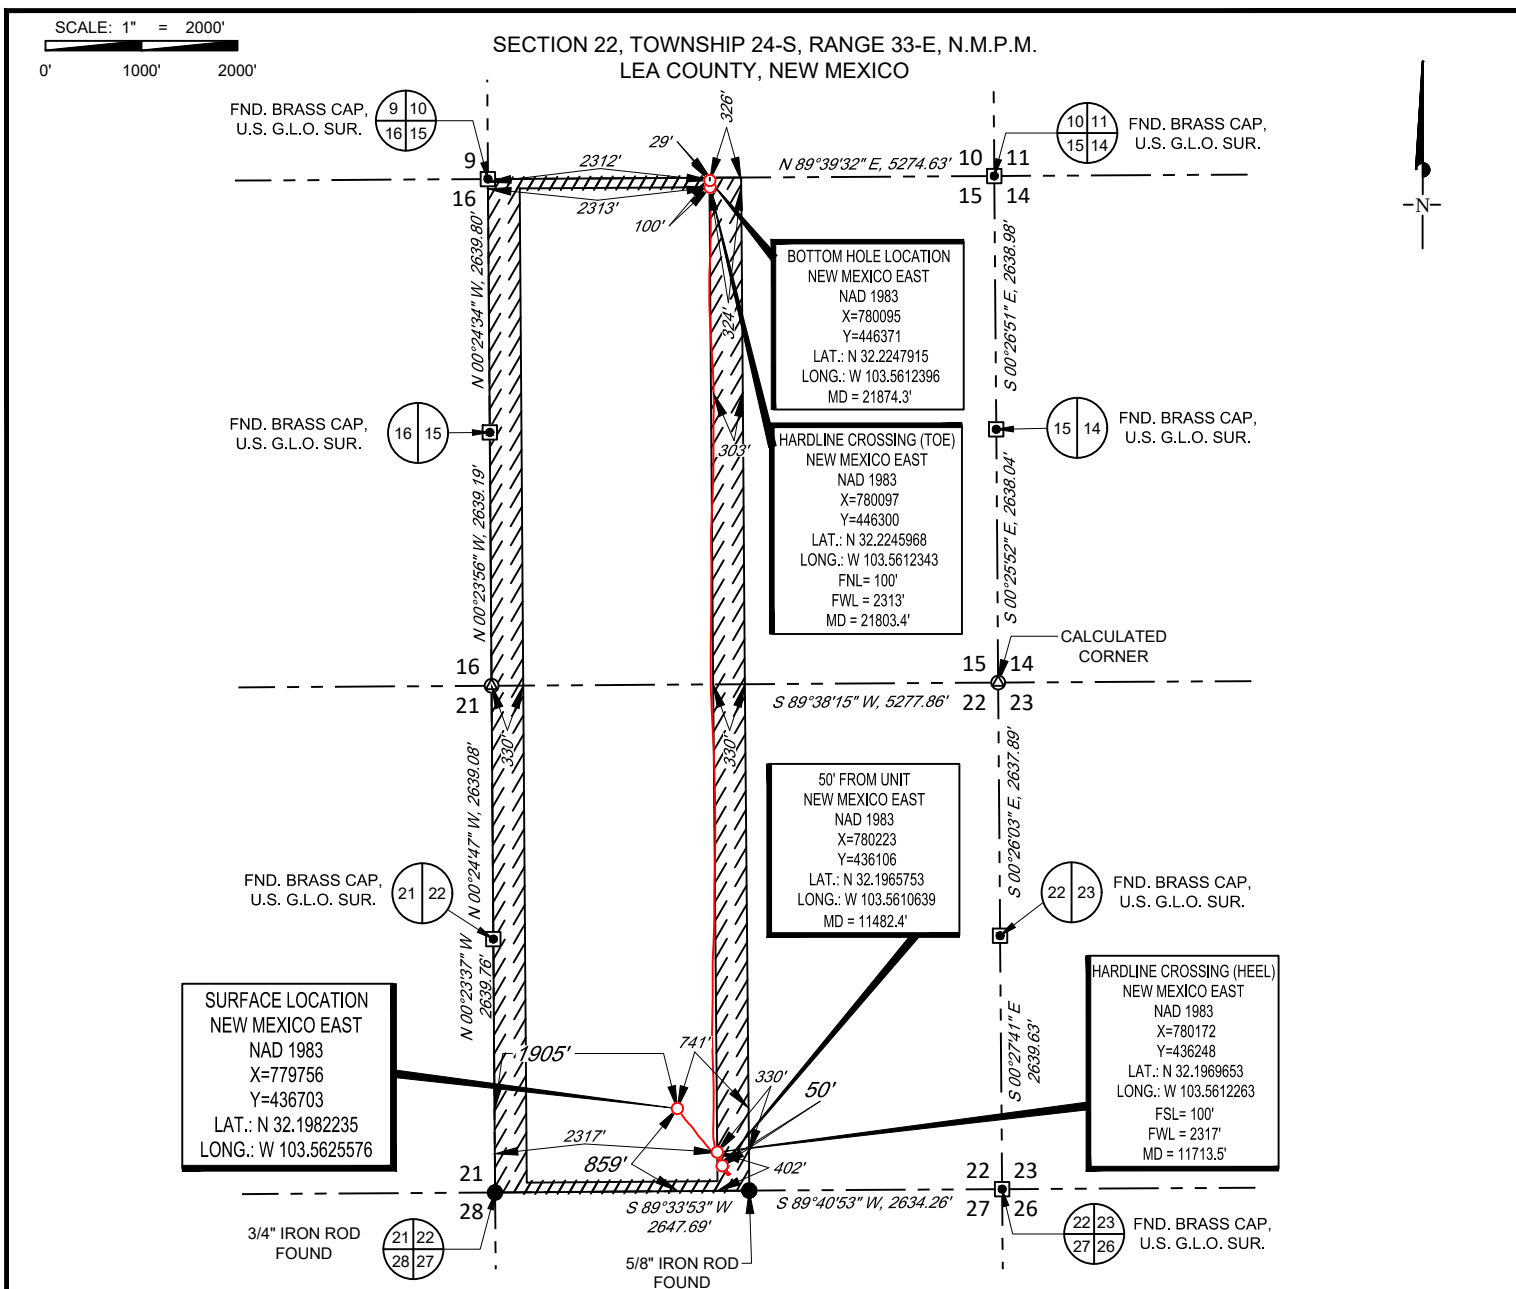 SCALE: 1" = 2000'
0' 1000' 2000'
SECTION 22, TOWNSHIP 24-S, RANGE 33-E, N.M.P.M.
LEA COUNTY, NEW MEXICO
FND. BRASS CAP,
U.S. G.L.O. SUR.
9 10
16 15
9
16
29'
326'
2312'
2313'
100'
N 89°39'32" E, 5274.63'
10 11
15 14
10 11
15 14
FND. BRASS CAP,
U.S. G.L.O. SUR.
N
N 00°24'34" W, 2639.80'
324'
S 00°26'51" E, 2638.98'
BOTTOM HOLE LOCATION
NEW MEXICO EAST
NAD 1983
X=780095
Y=446371
LAT.: N 32.2247915
LONG.: W 103.5612396
MD = 21874.3'
FND. BRASS CAP,
U.S. G.L.O. SUR.
16 15
303'
15 14
FND. BRASS CAP,
U.S. G.L.O. SUR.
HARDLINE CROSSING (TOE)
NEW MEXICO EAST
NAD 1983
X=780097
Y=446300
LAT.: N 32.2245968
LONG.: W 103.5612343
FNL= 100'
FWL = 2313'
MD = 21803.4'
N 00°23'56" W, 2639.19'
S 00°25'52" E, 2638.04'
CALCULATED
CORNER
16
21
15 14
22 23
S 89°38'15" W, 5277.86'
330'
330'
N 00°24'47" W, 2639.08'
S 00°26'03" E, 2637.89'
50' FROM UNIT
NEW MEXICO EAST
NAD 1983
X=780223
Y=436106
LAT.: N 32.1965753
LONG.: W 103.5610639
MD = 11482.4'
FND. BRASS CAP,
U.S. G.L.O. SUR.
21 22
22 23
FND. BRASS CAP,
U.S. G.L.O. SUR.
N 00°23'37" W
2639.76'
S 00°27'41" E
2639.63'
SURFACE LOCATION
NEW MEXICO EAST
NAD 1983
X=779756
Y=436703
LAT.: N 32.1982235
LONG.: W 103.5625576
HARDLINE CROSSING (HEEL)
NEW MEXICO EAST
NAD 1983
X=780172
Y=436248
LAT.: N 32.1969653
LONG.: W 103.5612263
FSL= 100'
FWL = 2317'
MD = 11713.5'
1905'
741'
330'
50'
2317'
859'
402'
21
28
S 89°33'53" W
2647.69'
S 89°40'53" W, 2634.26'
22 23
27 26
3/4" IRON ROD
FOUND
21 22
28 27
5/8" IRON ROD
FOUND
22 23
27 26
FND. BRASS CAP,
U.S. G.L.O. SUR.